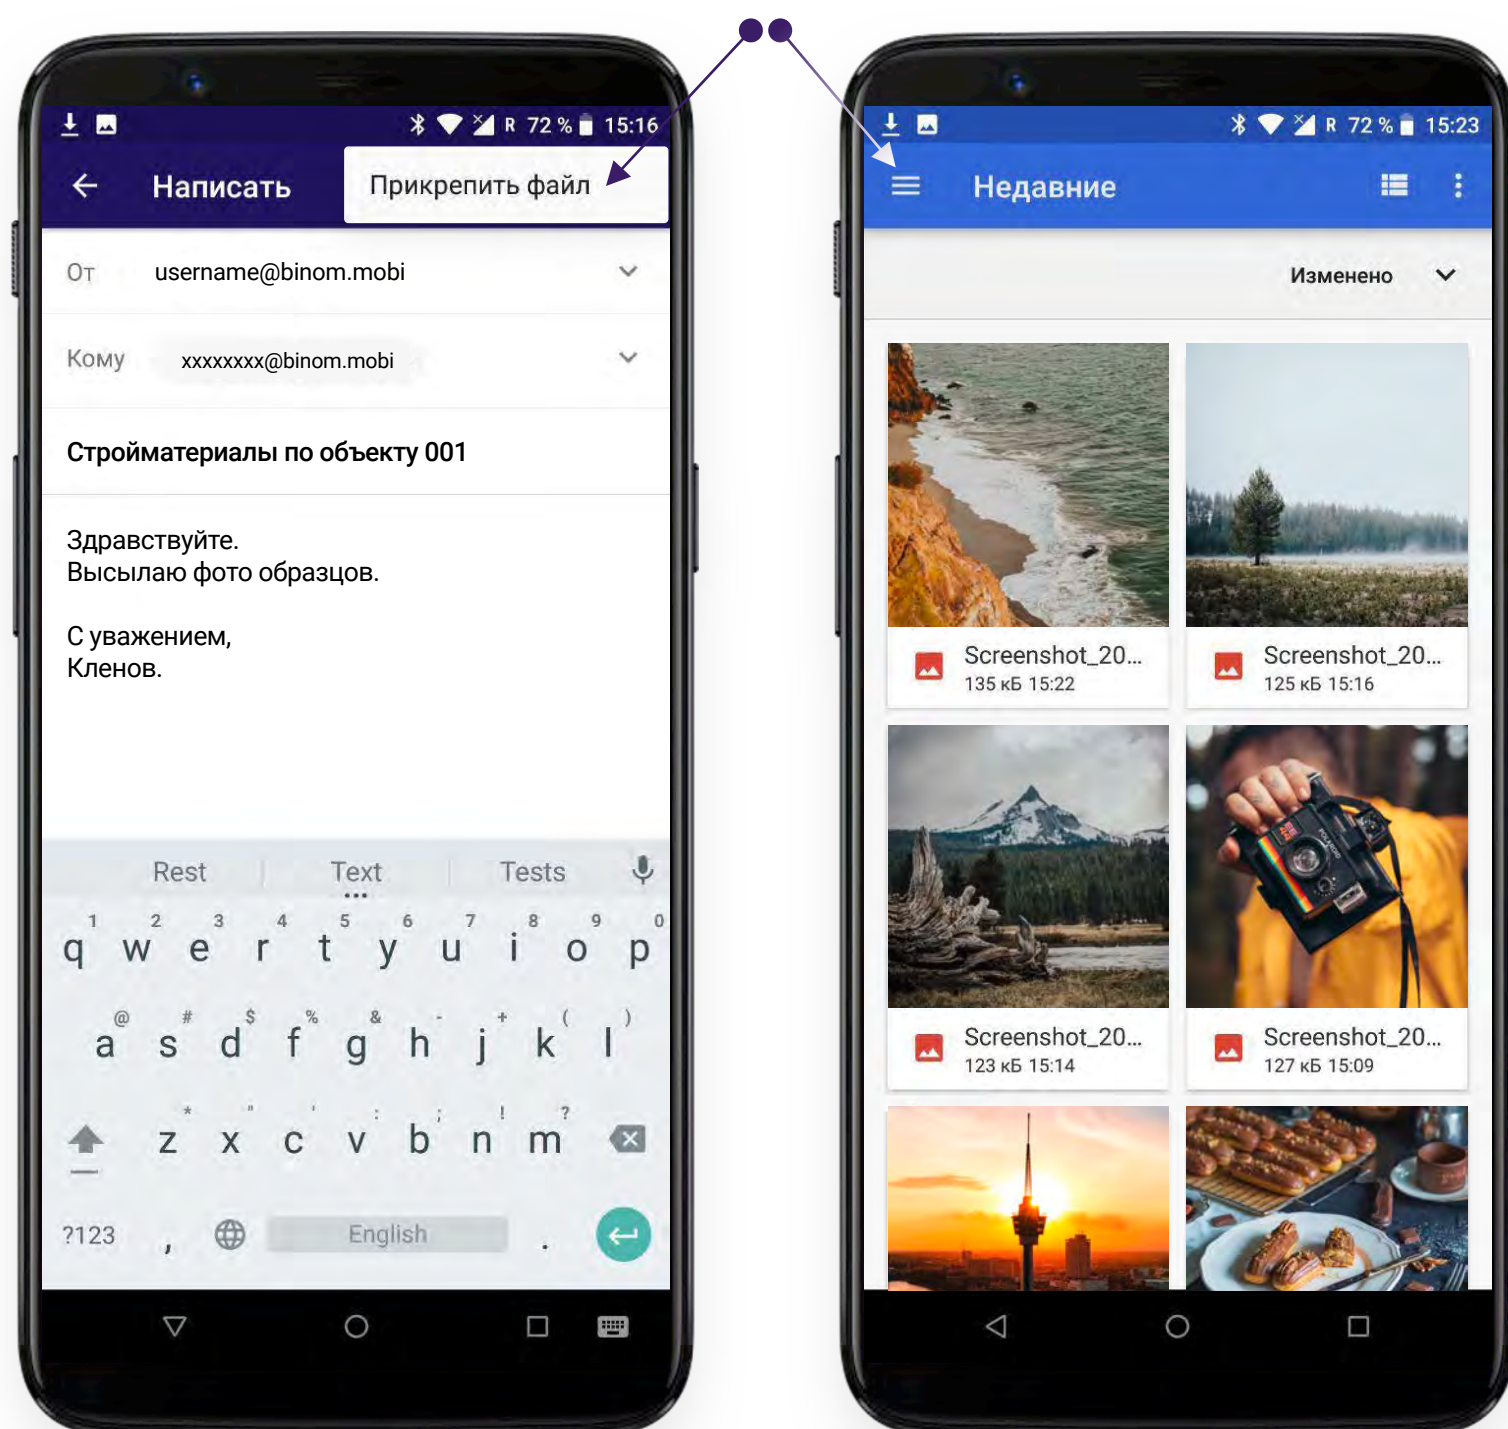 R 72 % 15:16
Написать
Прикрепить файл
От username@binom.mobi
Кому xxxxxxxx@binom.mobi
Стройматериалы по объекту 001
Здравствуйте.
Высылаю фото образцов.
С уважением,
Кленов.
Rest Text Tests
1 2 3 4 5 6 7 8 9 0
q w e r t y u i o p
@ # $ % & - + ( )
a s d f g h j k l
* " ' : ; ! ?
z x c v b n m
?123 , English .
R 72 % 15:23
Недавние
Изменено
Screenshot_20...
135 кБ 15:22
Screenshot_20...
125 кБ 15:16
Screenshot_20...
123 кБ 15:14
Screenshot_20...
127 кБ 15:09
POLAROID